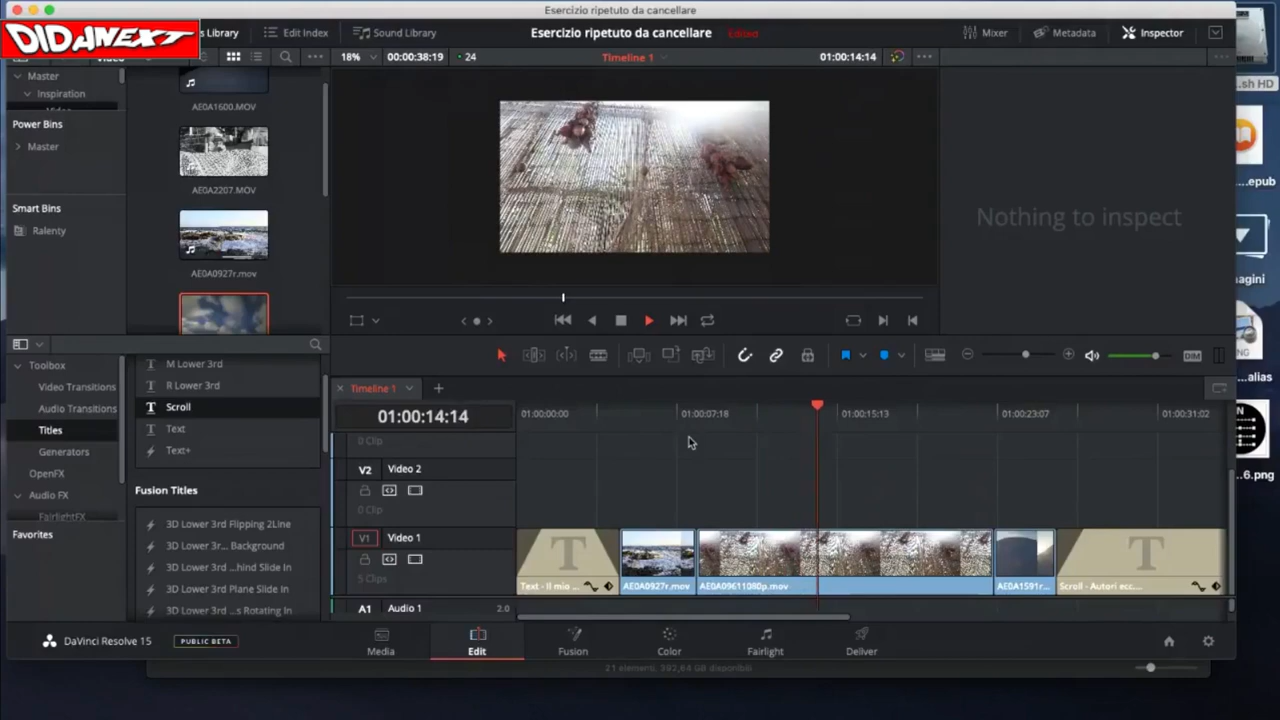 Esercizio ripetuto da cancellare
DIDANEXT
s Library
Edit Index
Sound Library
Esercizio ripetuto da cancellare
Edited
Mixer
Metadata
Inspector
18%
00:00:38:19
24
Timeline 1
01:00:14:14
Master
Inspiration
Power Bins
Master
Smart Bins
Ralenty
AE0A1600.MOV
AE0A2207.MOV
AE0A0927r.mov
Nothing to inspect
.sh HD
...epub
agini
NG
.alias
...6.png
Toolbox
Video Transitions
Audio Transitions
Titles
Generators
OpenFX
Audio FX
FairlightFX
Favorites
M Lower 3rd
R Lower 3rd
Scroll
Text
Text+
Fusion Titles
3D Lower 3rd Flipping 2Line
3D Lower 3r... Background
3D Lower 3...hind Slide In
3D Lower 3rd Plane Slide In
3D Lower 3rd ...s Rotating In
DIM
Timeline 1
01:00:14:14
01:00:00:00
01:00:07:18
01:00:15:13
01:00:23:07
01:00:31:02
0 Clip
V2
Video 2
0 Clip
V1
Video 1
5 Clips
Text - Il mio ...
AE0A0927r.mov
AE0A09611080p.mov
AE0A1591r...
Scroll - Autori ecc...
A1
Audio 1
2.0
DaVinci Resolve 15
PUBLIC BETA
Media
Edit
Fusion
Color
Fairlight
Deliver
21 elementi, 392,64 GB disponibili